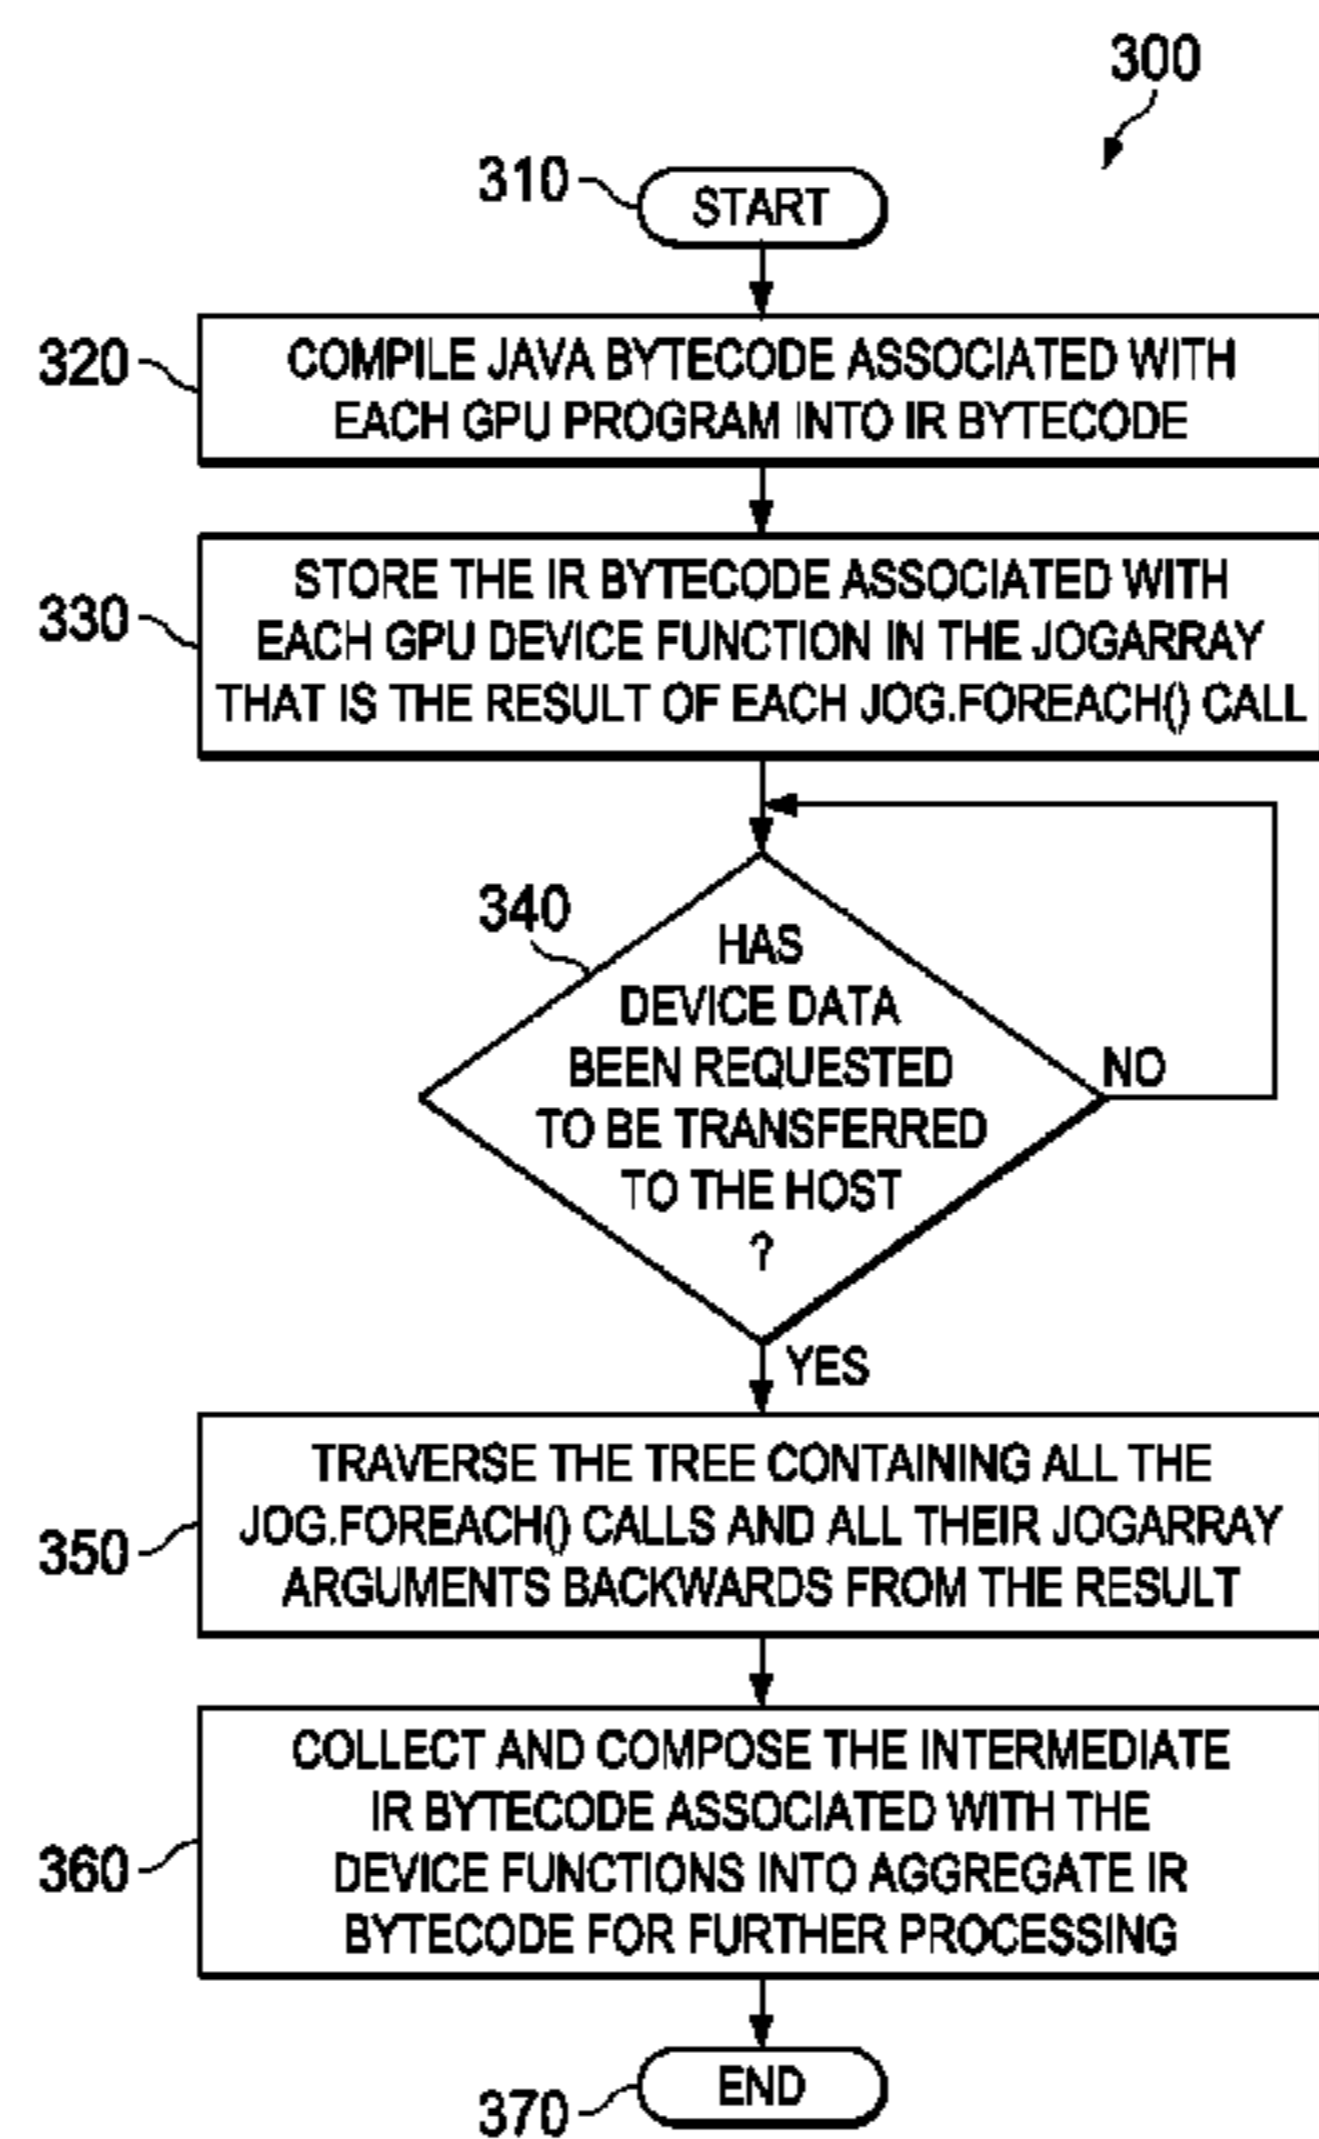 300
310
START
320
COMPILE JAVA BYTECODE ASSOCIATED WITH
EACH GPU PROGRAM INTO IR BYTECODE
330
STORE THE IR BYTECODE ASSOCIATED WITH
EACH GPU DEVICE FUNCTION IN THE JOGARRAY
THAT IS THE RESULT OF EACH JOG.FOREACH() CALL
340
HAS
DEVICE DATA
BEEN REQUESTED
TO BE TRANSFERRED
TO THE HOST
?
NO
YES
350
TRAVERSE THE TREE CONTAINING ALL THE
JOG.FOREACH() CALLS AND ALL THEIR JOGARRAY
ARGUMENTS BACKWARDS FROM THE RESULT
360
COLLECT AND COMPOSE THE INTERMEDIATE
IR BYTECODE ASSOCIATED WITH THE
DEVICE FUNCTIONS INTO AGGREGATE IR
BYTECODE FOR FURTHER PROCESSING
370
END